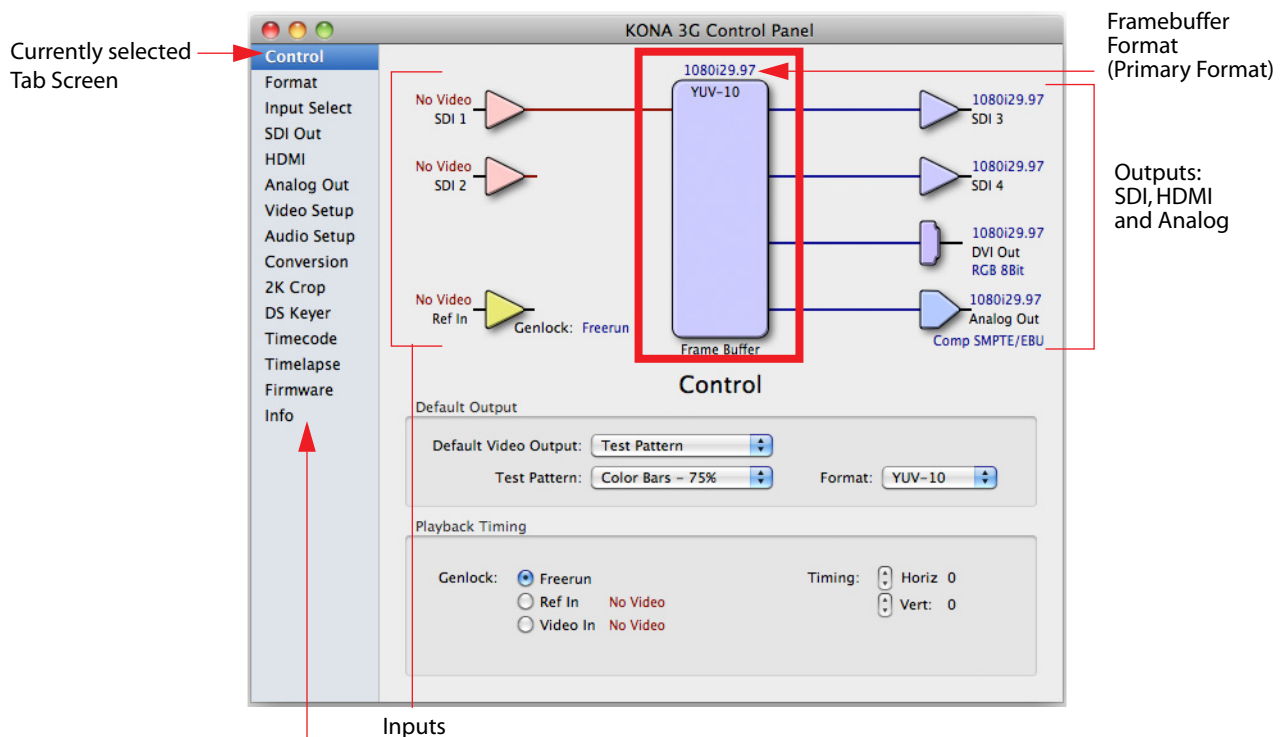 KONA 3G Control Panel
Currently selected
Tab Screen
Framebuffer
Format
(Primary Format)
Control
Format
Input Select
SDI Out
HDMI
Analog Out
Video Setup
Audio Setup
Conversion
2K Crop
DS Keyer
Timecode
Timelapse
Firmware
Info
1080i29.97
YUV-10
No Video
SDI 1
No Video
SDI 2
No Video
Ref In
Genlock: Freerun
Frame Buffer
1080i29.97
SDI 3
1080i29.97
SDI 4
1080i29.97
DVI Out
RGB 8Bit
1080i29.97
Analog Out
Comp SMPTE/EBU
Outputs:
SDI, HDMI
and Analog
Control
Default Output
Default Video Output: Test Pattern
Test Pattern: Color Bars - 75% Format: YUV-10
Playback Timing
Genlock: Freerun Timing: Horiz 0
Ref In No Video Vert: 0
Video In No Video
Inputs